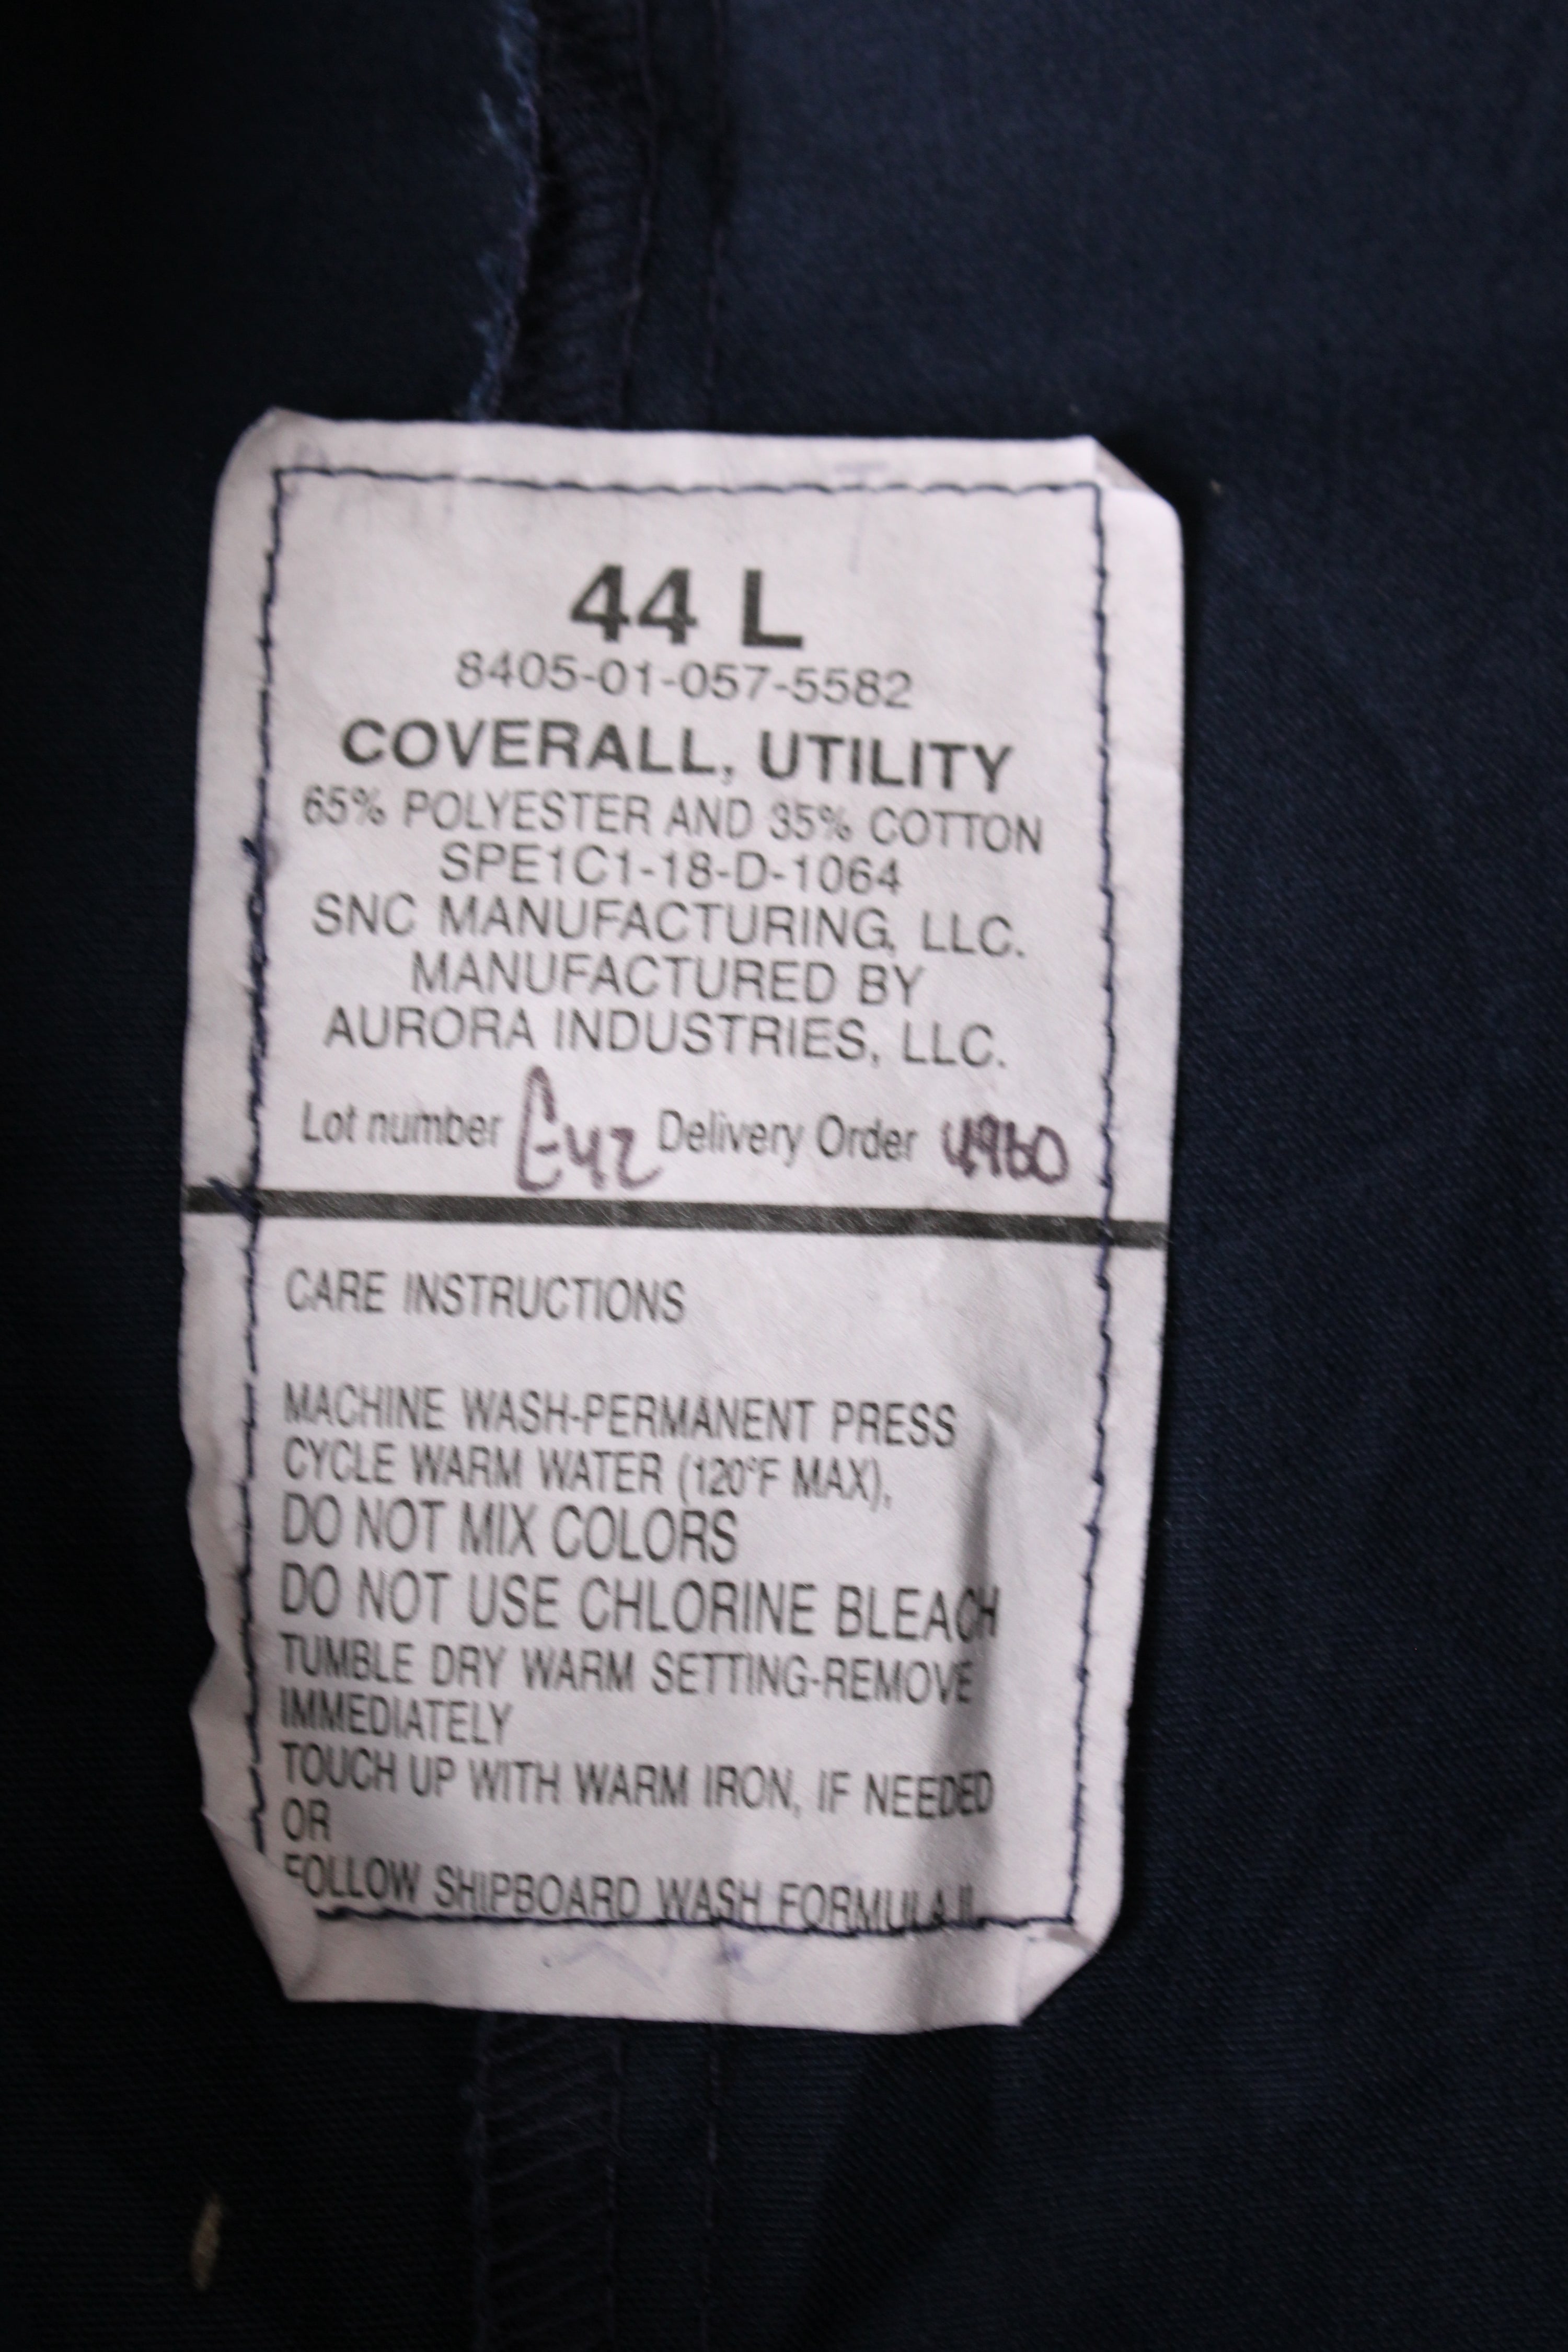 44 L
8405-01-057-5582
COVERALL, UTILITY
65% POLYESTER AND 35% COTTON
SPE1C1-18-D-1064
SNC MANUFACTURING, LLC.
MANUFACTURED BY
AURORA INDUSTRIES, LLC.
Lot number E42 Delivery Order 4960
CARE INSTRUCTIONS
MACHINE WASH-PERMANENT PRESS
CYCLE WARM WATER (120°F MAX),
DO NOT MIX COLORS
DO NOT USE CHLORINE BLEACH
TUMBLE DRY WARM SETTING-REMOVE
IMMEDIATELY
TOUCH UP WITH WARM IRON, IF NEEDED
OR
FOLLOW SHIPBOARD WASH FORMULA II